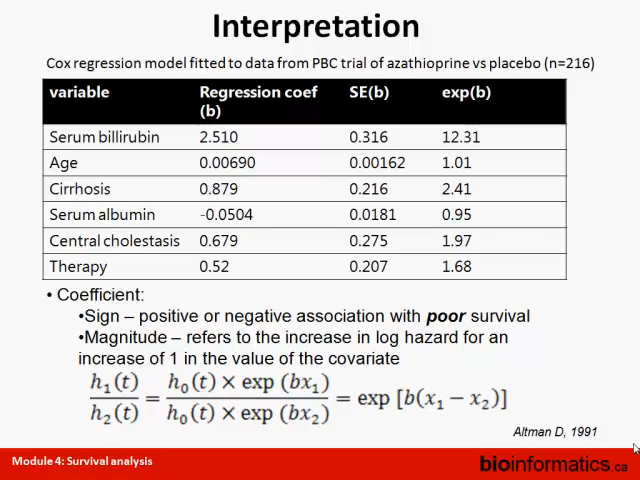 Interpretation
Cox regression model fitted to data from PBC trial of azathioprine vs placebo (n=216)
variable Regression coef (b) SE(b) exp(b)
Serum billirubin 2.510 0.316 12.31
Age 0.00690 0.00162 1.01
Cirrhosis 0.879 0.216 2.41
Serum albumin -0.0504 0.0181 0.95
Central cholestasis 0.679 0.275 1.97
Therapy 0.52 0.207 1.68
• Coefficient:
•Sign – positive or negative association with poor survival
•Magnitude – refers to the increase in log hazard for an
increase of 1 in the value of the covariate
h₁(t)/h₂(t) = h₀(t) × exp (bx₁)/h₀(t) × exp (bx₂) = exp [b(x₁ − x₂)]
Altman D, 1991
Module 4: Survival analysis
bioinformatics.ca